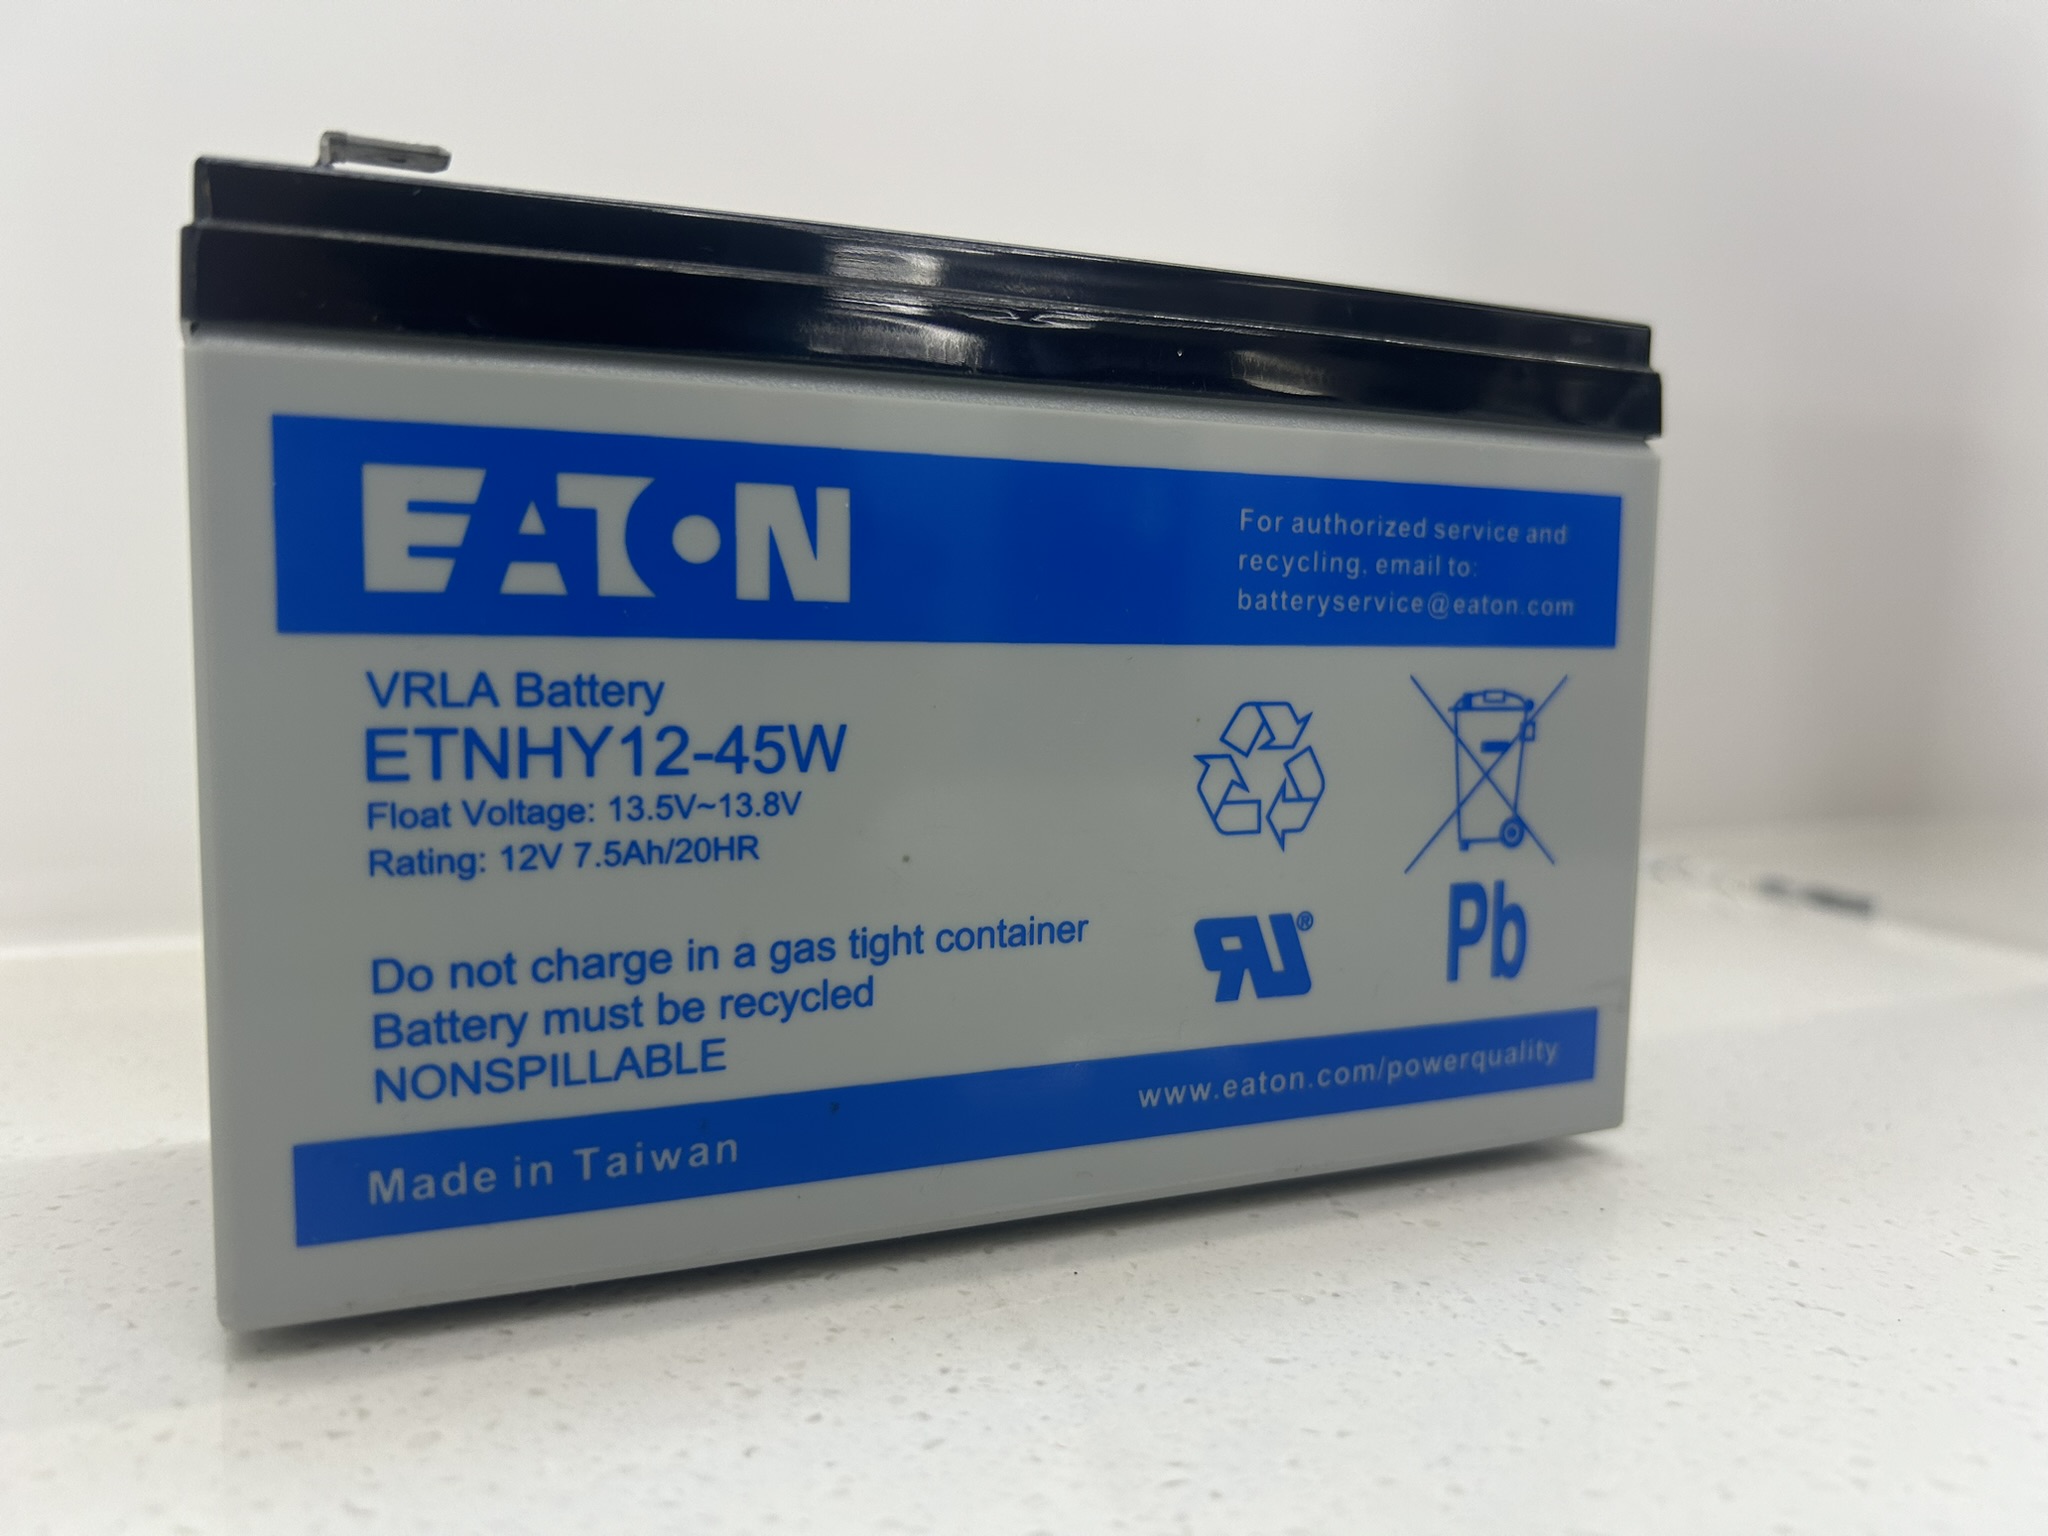 EATON
For authorized service and
recycling, email to:
batteryservice@eaton.com
VRLA Battery
ETNHY12-45W
Float Voltage: 13.5V~13.8V
Rating: 12V 7.5Ah/20HR
Do not charge in a gas tight container
Battery must be recycled
NONSPILLABLE
RU®
Pb
Made in Taiwan
www.eaton.com/powerquality